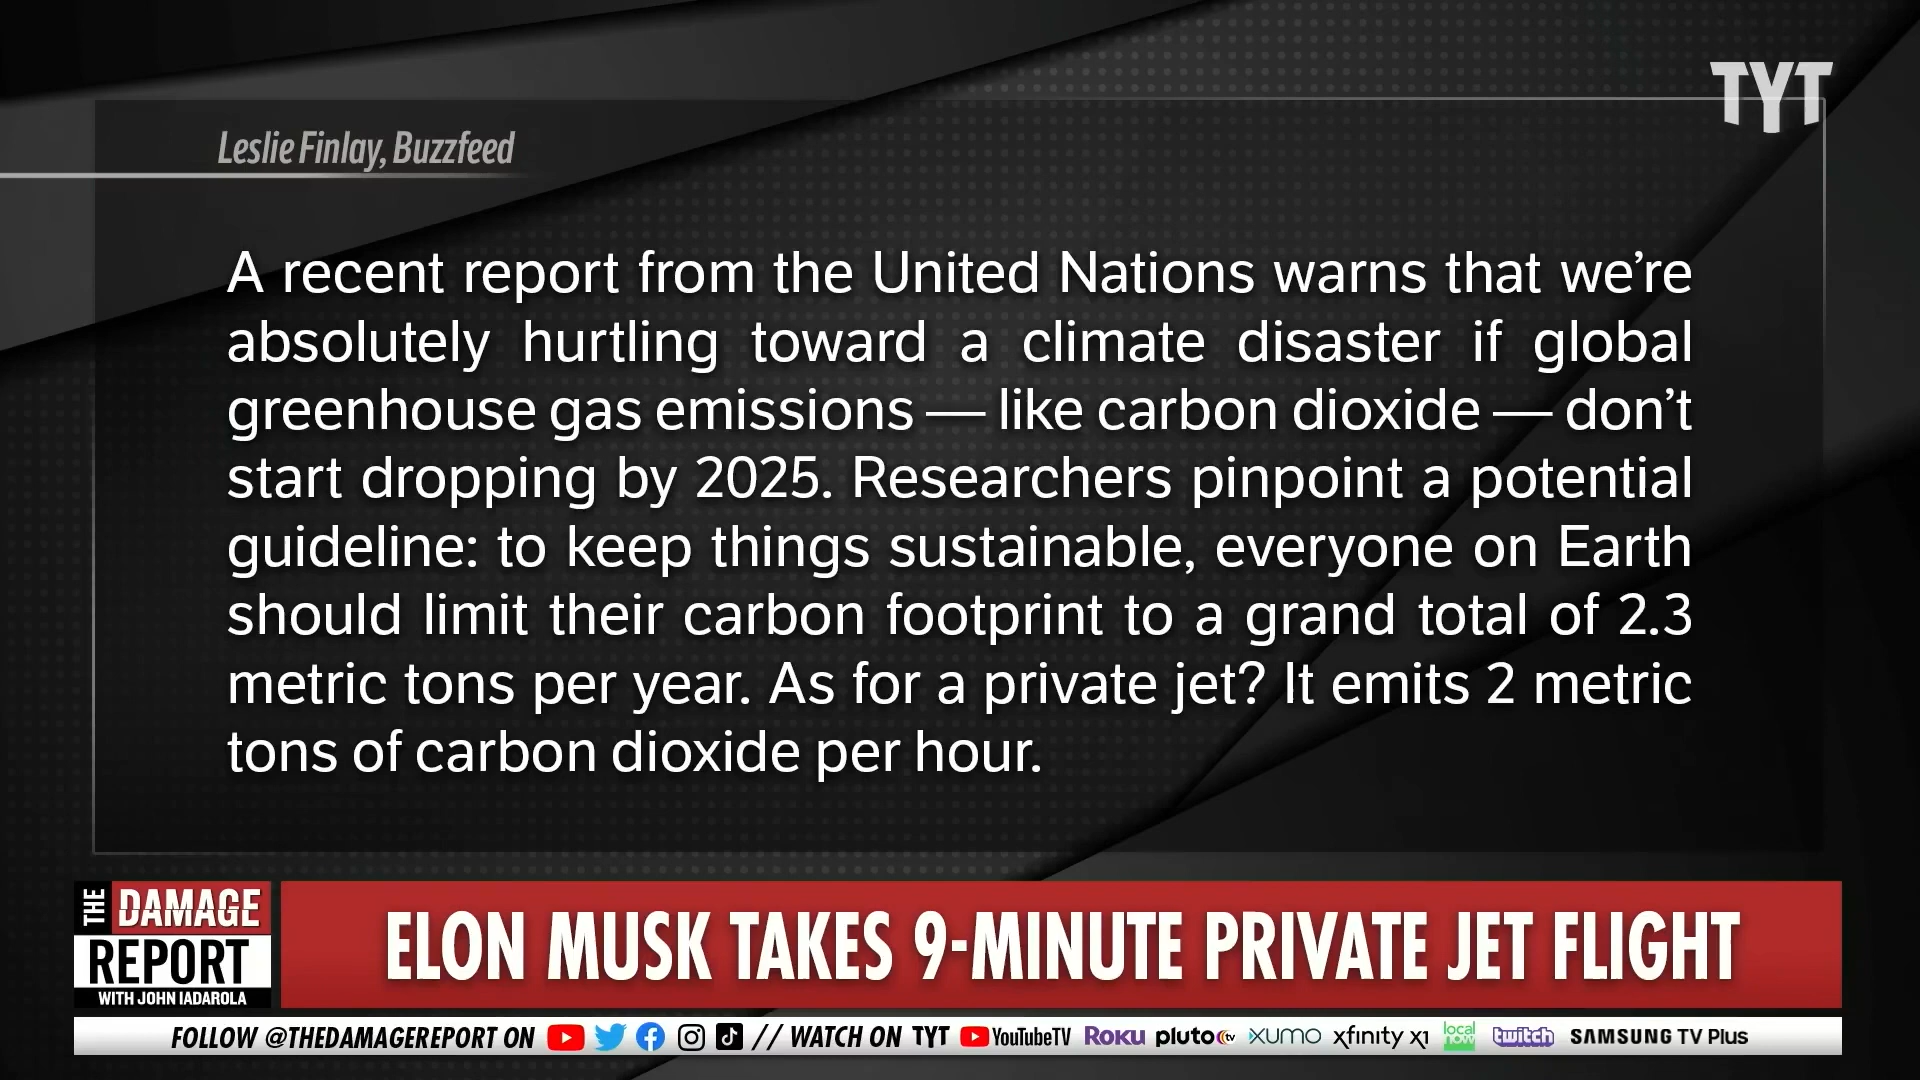 TYT
Leslie Finlay, Buzzfeed
A recent report from the United Nations warns that we’re
absolutely hurtling toward a climate disaster if global
greenhouse gas emissions — like carbon dioxide — don’t
start dropping by 2025. Researchers pinpoint a potential
guideline: to keep things sustainable, everyone on Earth
should limit their carbon footprint to a grand total of 2.3
metric tons per year. As for a private jet? It emits 2 metric
tons of carbon dioxide per hour.
THE DAMAGE
REPORT
WITH JOHN IADAROLA
ELON MUSK TAKES 9-MINUTE PRIVATE JET FLIGHT
FOLLOW @THEDAMAGEREPORT ON // WATCH ON TYT YouTubeTV Roku pluto tv XUMO xfinity x1 local now twitch SAMSUNG TV Plus